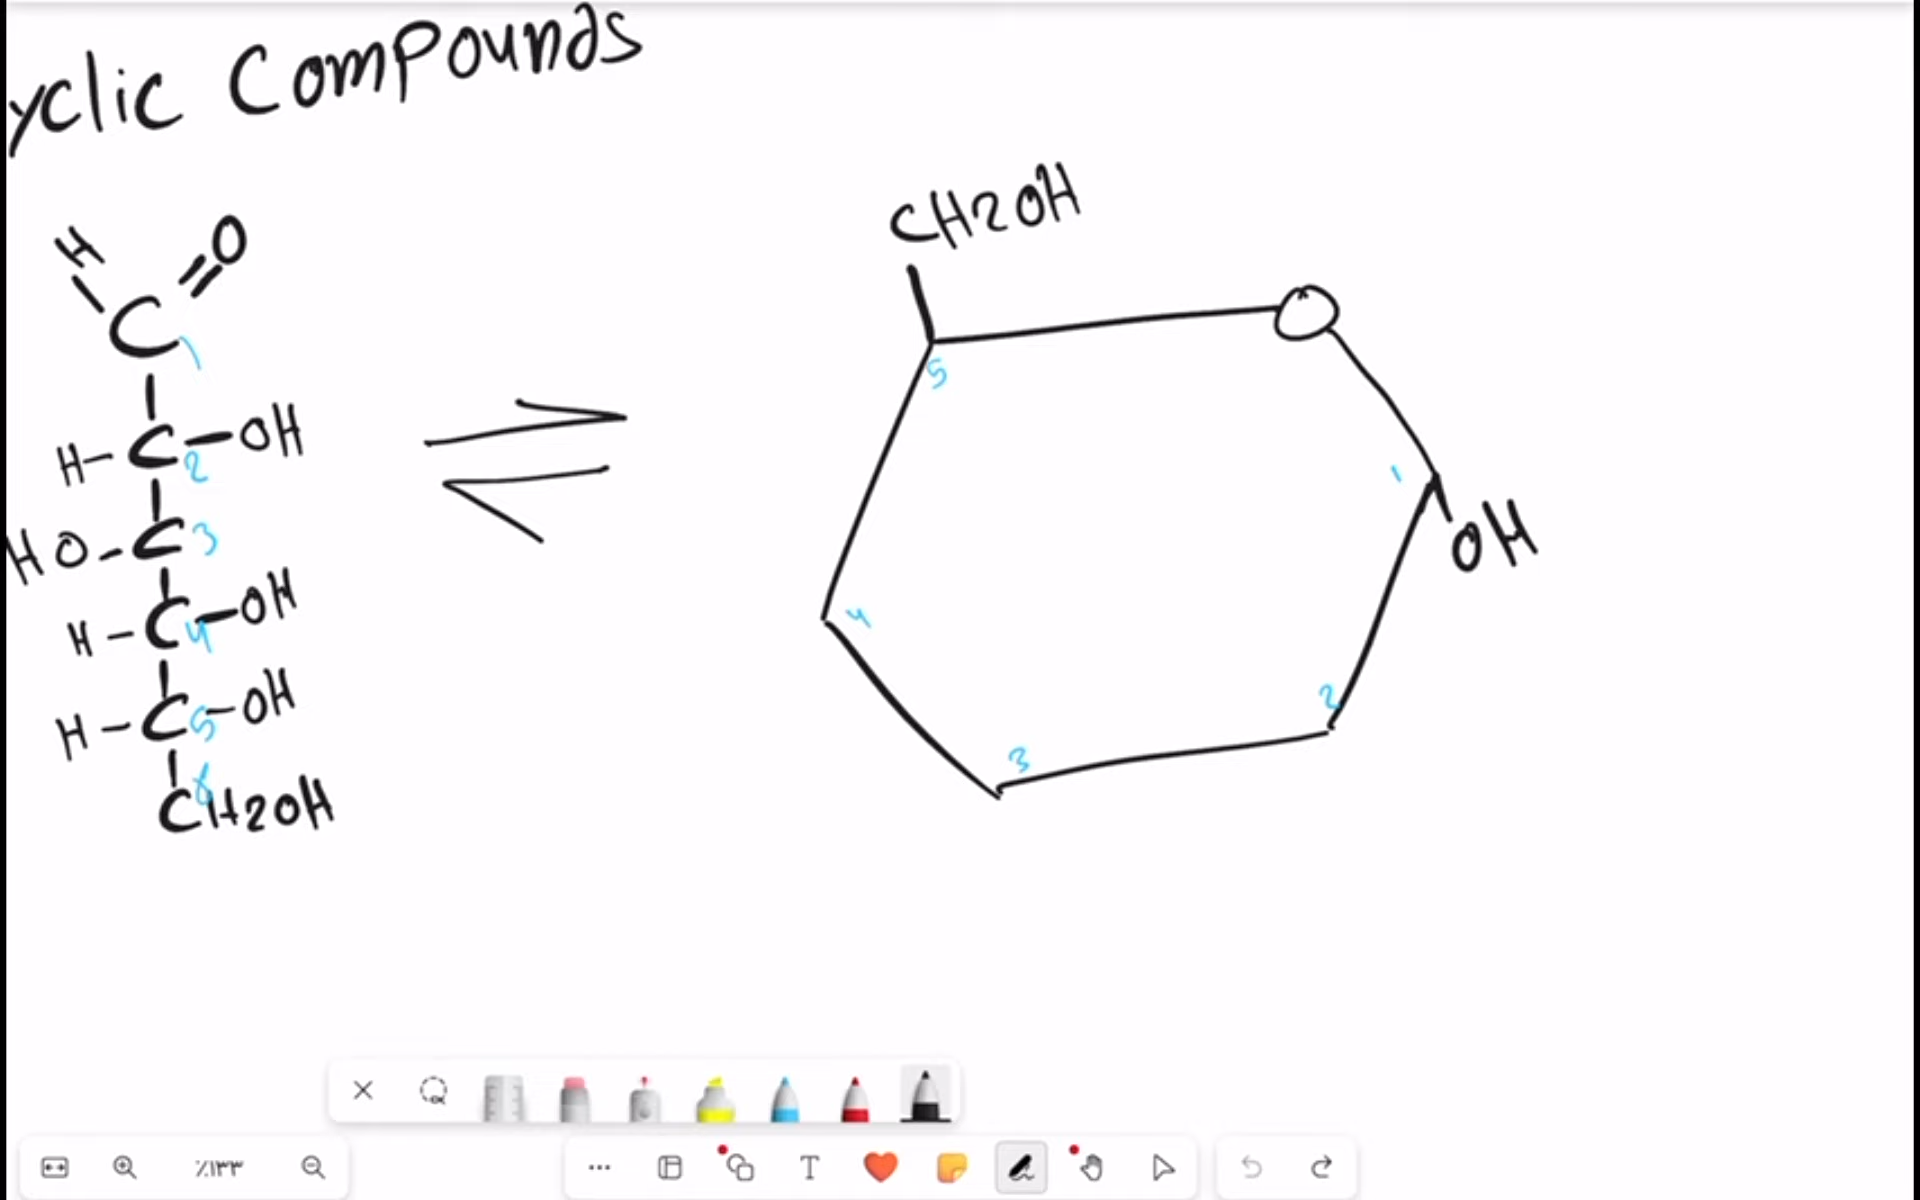 yclic Compounds
H O
C 1
H-C-OH 2
HO-C 3
H-C-OH 4
H-C-OH 5
6
CH2OH
CH2OH
O
5
1
OH
4
2
3
٪۱۳۳
T